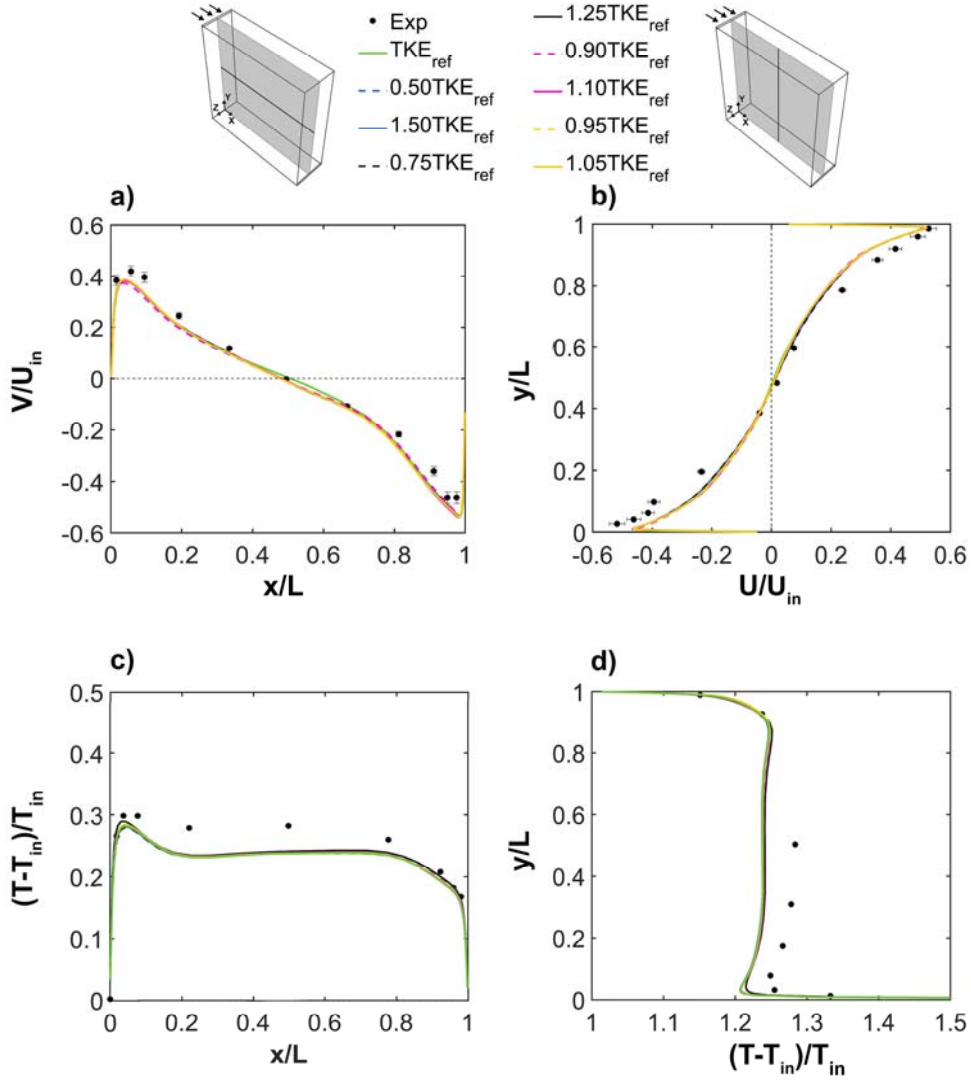 Exp
TKE_ref
0.50TKE_ref
1.50TKE_ref
0.75TKE_ref
1.25TKE_ref
0.90TKE_ref
1.10TKE_ref
0.95TKE_ref
1.05TKE_ref
Y
Z
X
Y
Z
X
a)
0.6
0.4
0.2
0
-0.2
-0.4
-0.6
V/U_in
0 0.2 0.4 0.6 0.8 1
x/L
b)
1
0.8
0.6
0.4
0.2
0
y/L
-0.6 -0.4 -0.2 0 0.2 0.4 0.6
U/U_in
c)
0.5
0.4
0.3
0.2
0.1
0
(T-T_in)/T_in
0 0.2 0.4 0.6 0.8 1
x/L
d)
1
0.8
0.6
0.4
0.2
0
y/L
1 1.1 1.2 1.3 1.4 1.5
(T-T_in)/T_in